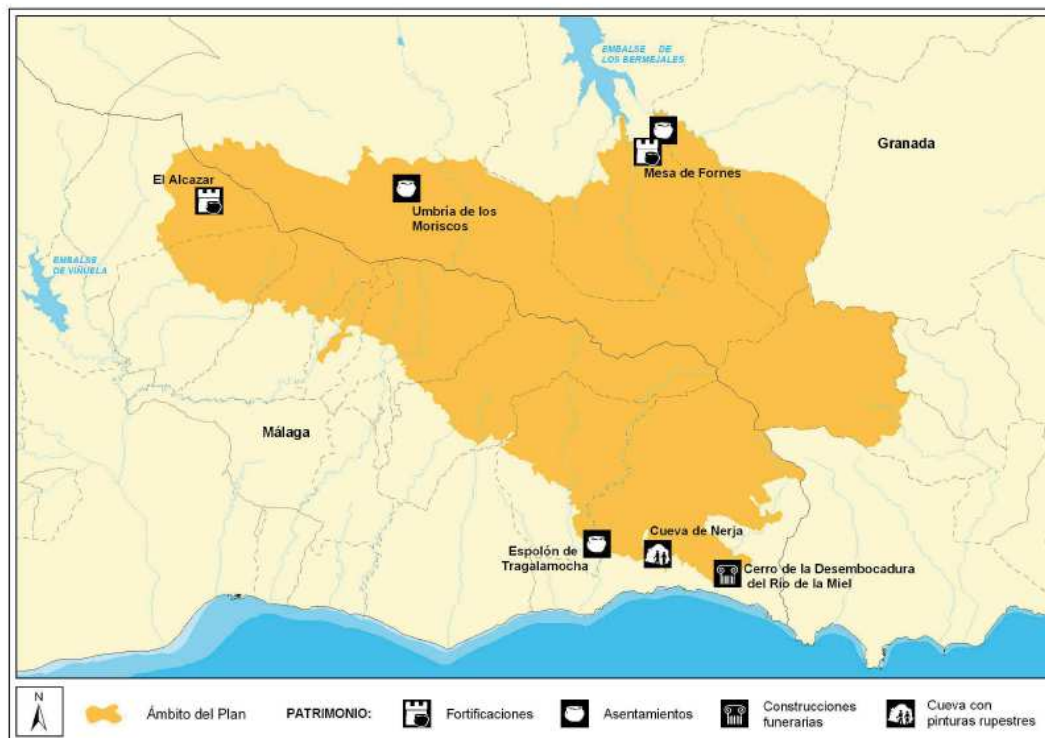 EMBALSE DE
LOS BERMEJALES
Granada
El Alcazar
Mesa de Fornes
Umbría de los
Moriscos
EMBALSE
DE VIÑUELA
Málaga
Cueva de Nerja
Espolón de
Tragalamocha
Cerro de la Desembocadura
del Río de la Miel
N
Ámbito del Plan
PATRIMONIO:
Fortificaciones
Asentamientos
Construcciones
funerarias
Cueva con
pinturas rupestres